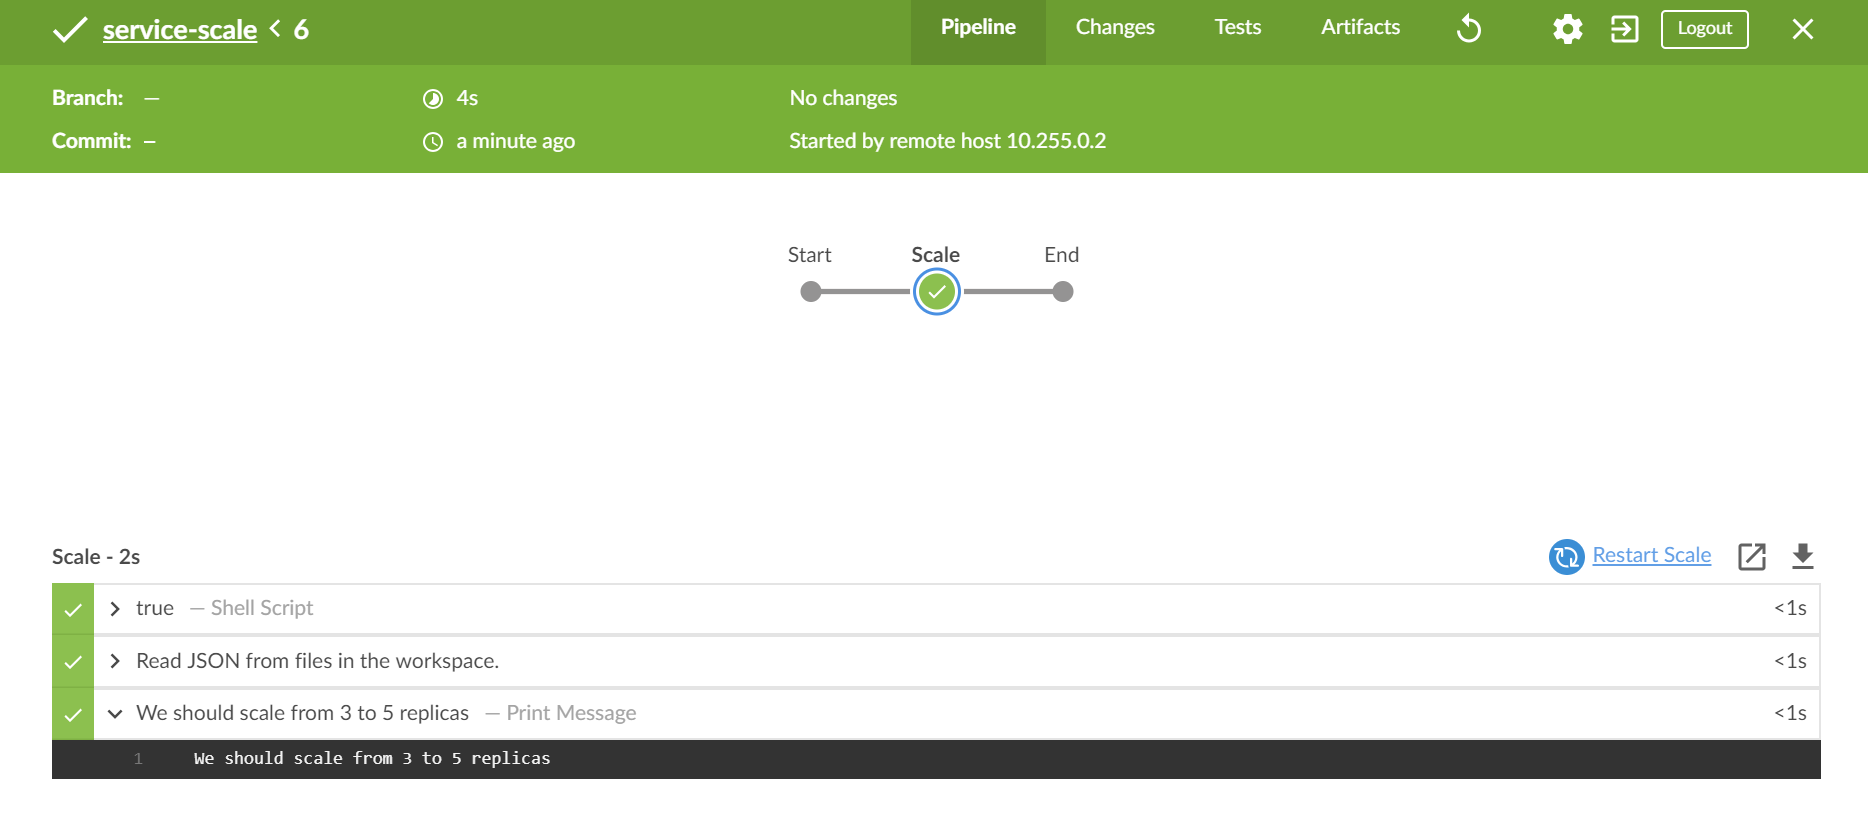 service-scale < 6 Pipeline Changes Tests Artifacts Logout
Branch: — 4s No changes
Commit: – a minute ago Started by remote host 10.255.0.2
Start Scale End
Scale - 2s Restart Scale
true — Shell Script <1s
Read JSON from files in the workspace. <1s
We should scale from 3 to 5 replicas — Print Message <1s
1 We should scale from 3 to 5 replicas